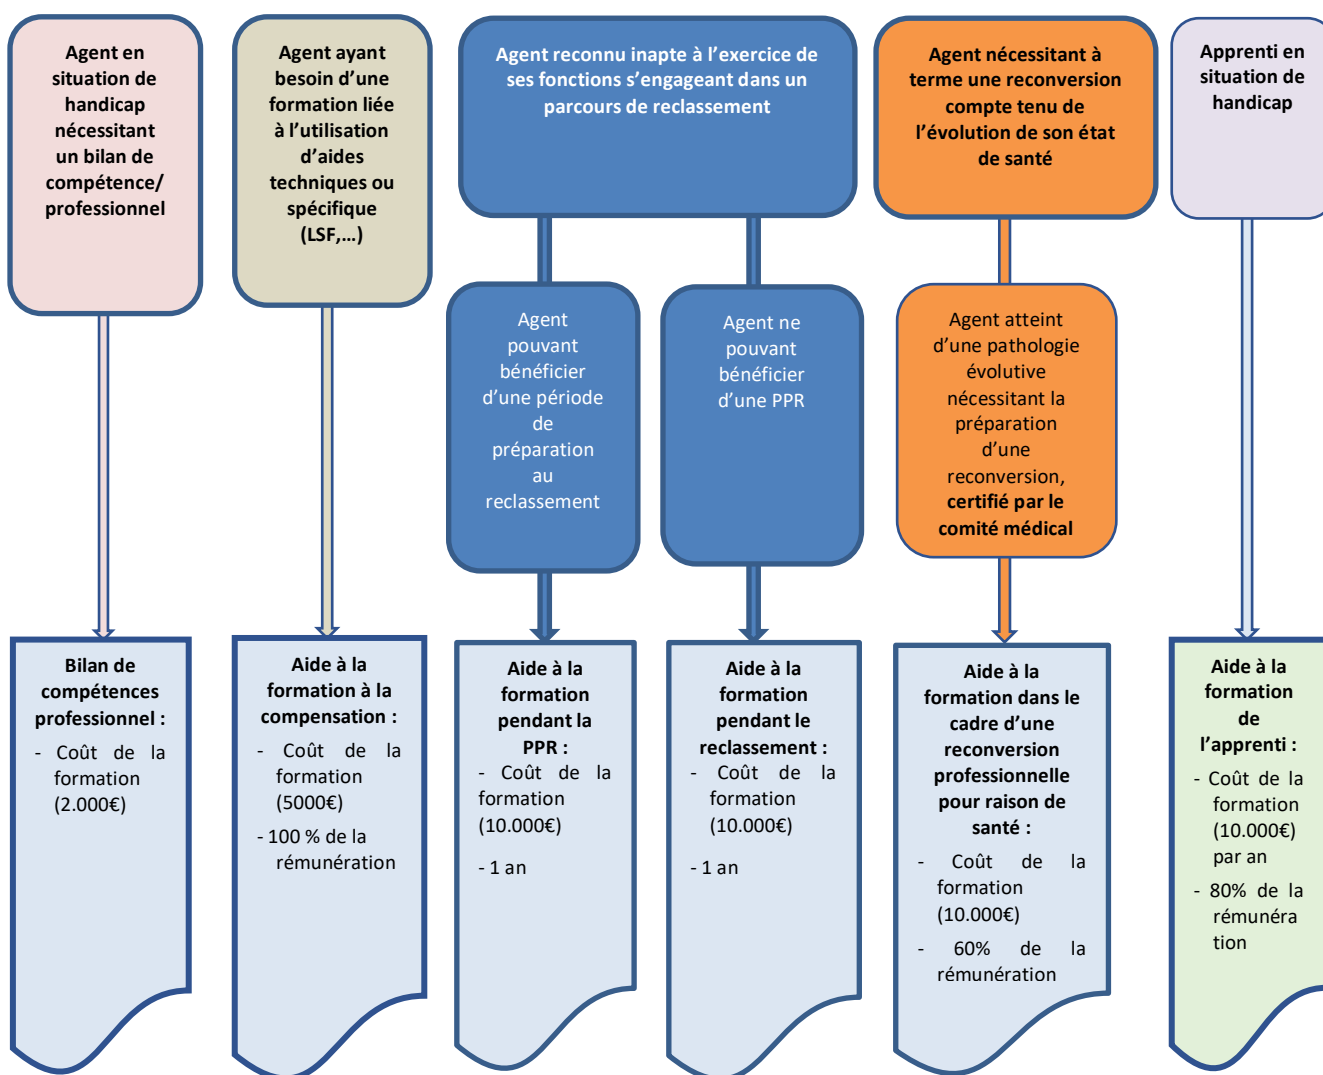 Agent en
situation de
handicap
nécessitant
un bilan de
compétence/
professionnel
Agent ayant
besoin d’une
formation liée
à l’utilisation
d’aides
techniques ou
spécifique
(LSF,…)
Agent reconnu inapte à l’exercice de
ses fonctions s’engageant dans un
parcours de reclassement
Agent nécessitant à
terme une reconversion
compte tenu de
l’évolution de son état
de santé
Apprenti en
situation de
handicap
Agent
pouvant
bénéficier
d’une période
de
préparation
au
reclassement
Agent ne
pouvant
bénéficier
d’une PPR
Agent atteint
d’une pathologie
évolutive
nécessitant la
préparation
d’une
reconversion,
certifié par le
comité médical
Bilan de
compétences
professionnel :
- Coût de la
formation
(2.000€)
Aide à la
formation à la
compensation :
- Coût de la
formation
(5000€)
- 100 % de la
rémunération
Aide à la
formation
pendant la
PPR :
- Coût de la
formation
(10.000€)
- 1 an
Aide à la
formation
pendant le
reclassement :
- Coût de la
formation
(10.000€)
- 1 an
Aide à la
formation dans le
cadre d’une
reconversion
professionnelle
pour raison de
santé :
- Coût de la
formation
(10.000€)
- 60% de la
rémunération
Aide à la
formation
de
l’apprenti :
- Coût de la
formation
(10.000€)
par an
- 80% de la
rémunéra
tion